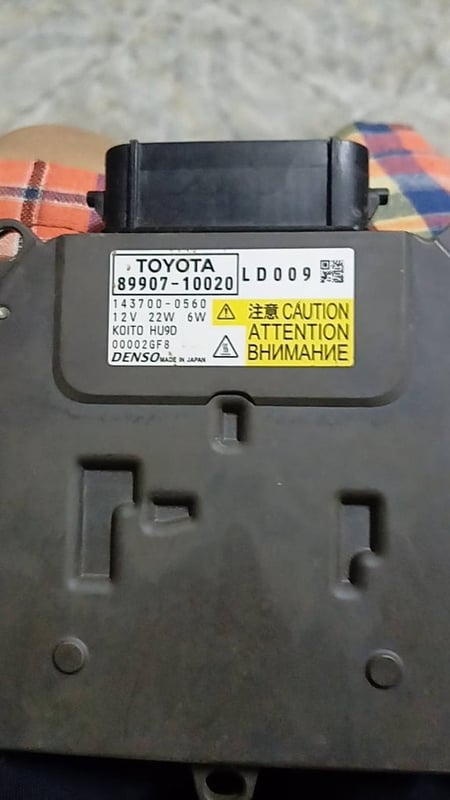 TOYOTA
89907-10020 LD009
143700-0560
12V 22W 6W
KOITO HU9D
00002GF8
DENSO MADE IN JAPAN
注意 CAUTION
ATTENTION
ВНИМАНИЕ